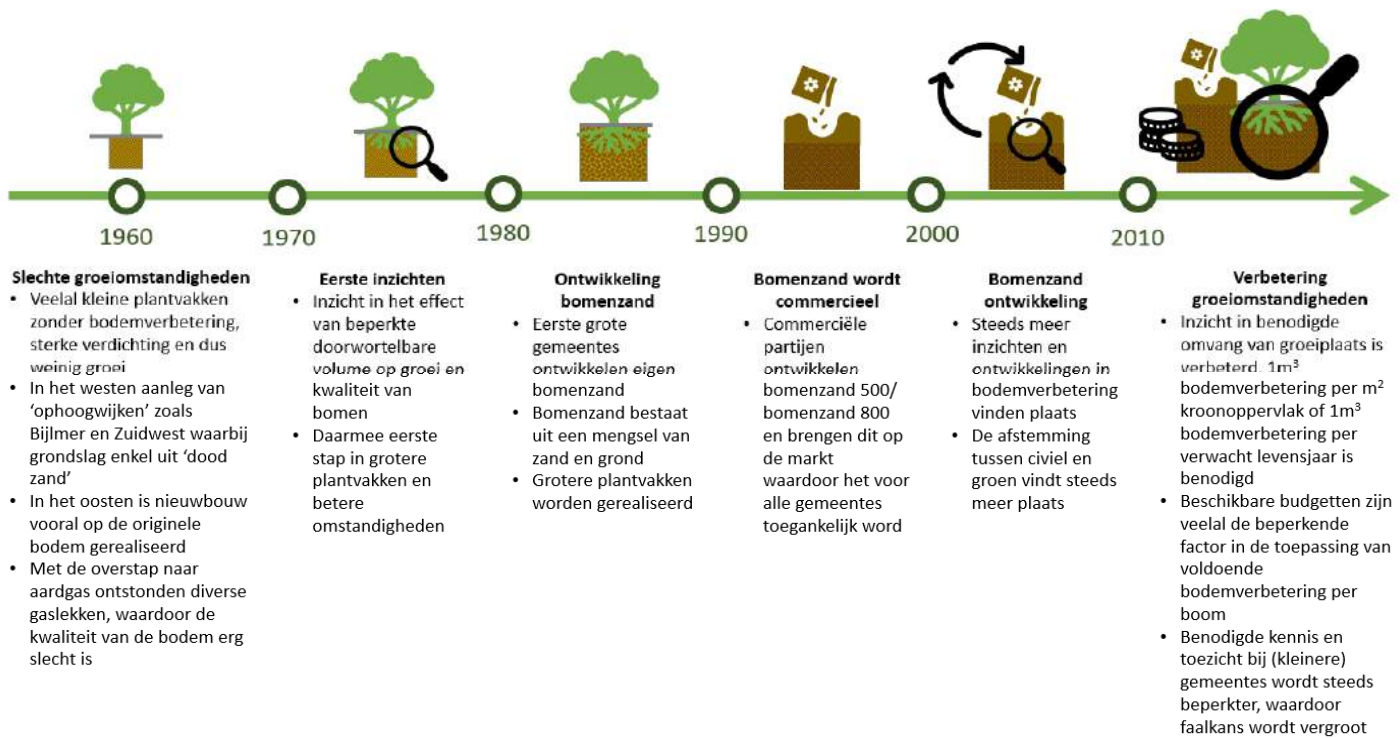 1960
1970
1980
1990
2000
2010
Slechte groeiomstandigheden
• Veelal kleine plantvakken
zonder bodemverbetering,
sterke verdichting en dus
weinig groei
• In het westen aanleg van
‘ophoogwijken’ zoals
Bijlmer en Zuidwest waarbij
grondslag enkel uit ‘dood
zand’
• In het oosten is nieuwbouw
vooral op de originele
bodem gerealiseerd
• Met de overstap naar
aardgas ontstonden diverse
gaslekken, waardoor de
kwaliteit van de bodem erg
slecht is
Eerste inzichten
• Inzicht in het effect
van beperkte
doorwortelbare
volume op groei en
kwaliteit van
bomen
• Daarmee eerste
stap in grotere
plantvakken en
betere
omstandigheden
Ontwikkeling
bomenzand
• Eerste grote
gemeentes
ontwikkelen eigen
bomenzand
• Bomenzand bestaat
uit een mengsel van
zand en grond
• Grotere plantvakken
worden gerealiseerd
Bomenzand wordt
commercieel
• Commerciële
partijen
ontwikkelen
bomenzand 500/
bomenzand 800
en brengen dit op
de markt
waardoor het voor
alle gemeentes
toegankelijk word
Bomenzand
ontwikkeling
• Steeds meer
inzichten en
ontwikkelingen in
bodemverbetering
vinden plaats
• De afstemming
tussen civiel en
groen vindt steeds
meer plaats
Verbetering
groeiomstandigheden
• Inzicht in benodigde
omvang van groeiplaats is
verbeterd. 1m³
bodemverbetering per m²
kroonoppervlak of 1m³
bodemverbetering per
verwacht levensjaar is
benodigd
• Beschikbare budgetten zijn
veelal de beperkende
factor in de toepassing van
voldoende
bodemverbetering per
boom
• Benodigde kennis en
toezicht bij (kleinere)
gemeentes wordt steeds
beperkter, waardoor
faalkans wordt vergroot